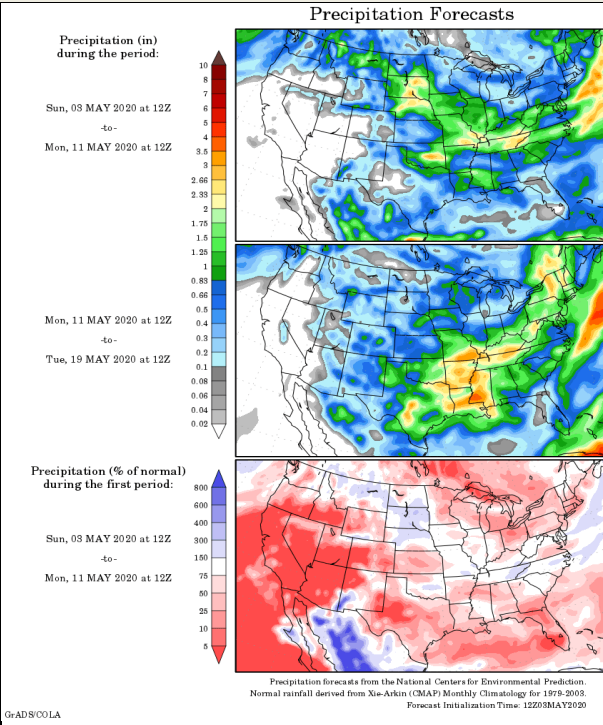 Precipitation Forecasts
Precipitation (in)
during the period:
Sun, 03 MAY 2020 at 12Z
-to-
Mon, 11 MAY 2020 at 12Z
10
8
7
6
5
4
3.5
3
2.66
2.33
2
1.75
1.5
1.25
1
0.83
0.66
0.5
0.4
0.3
0.2
0.1
0.08
0.06
0.04
0.02
Mon, 11 MAY 2020 at 12Z
-to-
Tue, 19 MAY 2020 at 12Z
Precipitation (% of normal)
during the first period:
Sun, 03 MAY 2020 at 12Z
-to-
Mon, 11 MAY 2020 at 12Z
800
600
400
300
150
75
50
25
10
5
Precipitation forecasts from the National Centers for Environmental Prediction.
Normal rainfall derived from Xie-Arkin (CMAP) Monthly Climatology for 1979-2003.
Forecast Initialization Time: 12Z03MAY2020
GrADS/COLA